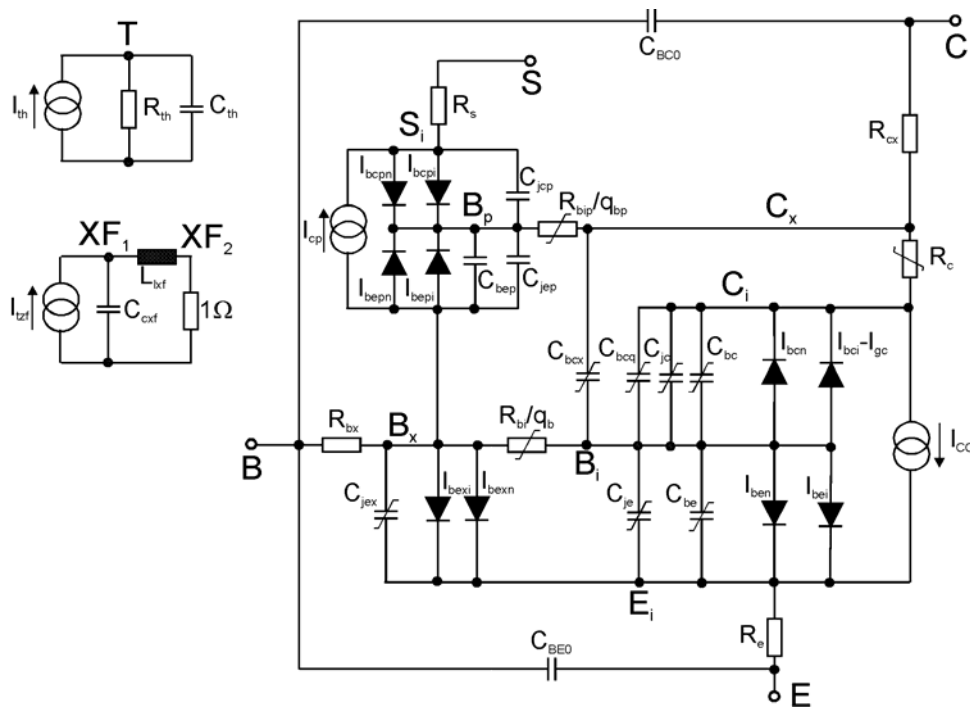 T
I_th
R_th
C_th
XF_1
XF_2
L_lxf
I_tzf
C_cxf
1Ω
C_BC0
C
S
R_s
S_i
R_cx
I_bcpn
I_bcpi
C_jcp
B_p
R_bip/q_bp
C_x
I_cp
R_c
I_bepn
I_bepi
C_bep
C_jep
C_i
C_bcx
C_bcq
C_jc
C_bc
I_bcn
I_bci-I_gc
R_bx
B_x
R_bi/q_b
B
B_i
I_CC
C_jex
I_bexi
I_bexn
C_je
C_be
I_ben
I_bei
E_i
R_e
C_BE0
E